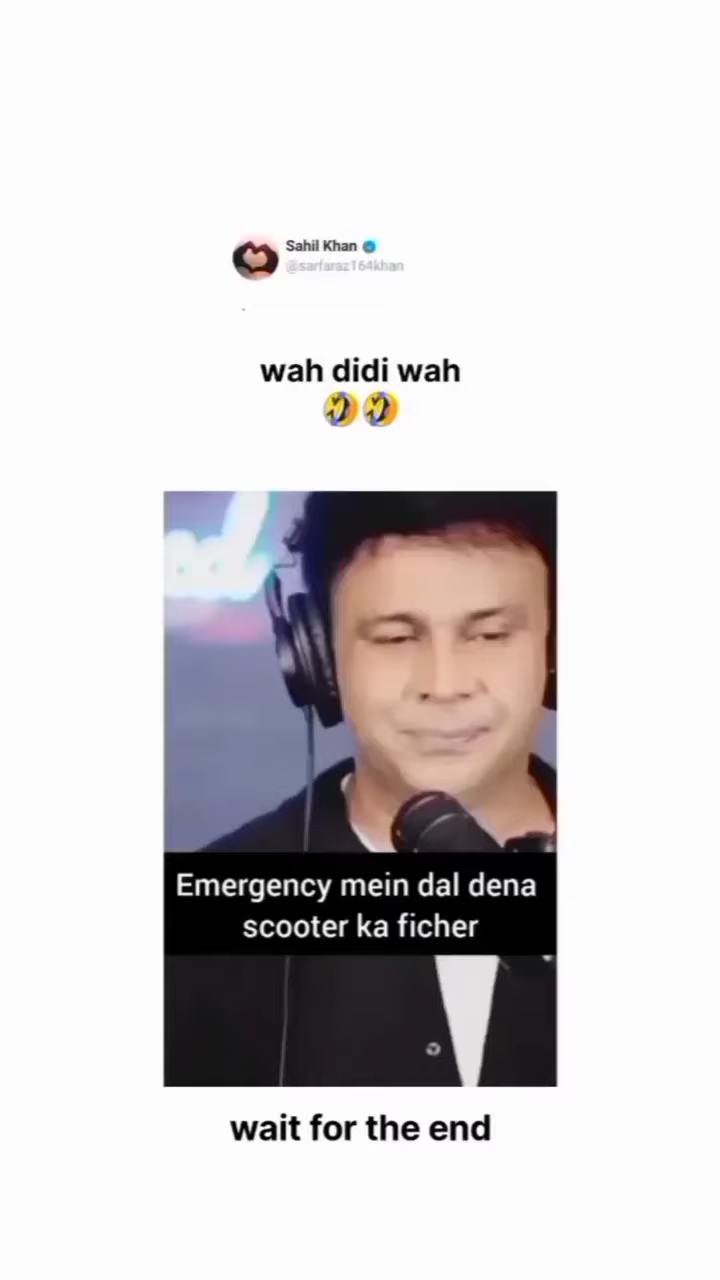 Sahil Khan
@sarfaraz164khan
wah didi wah
🤣🤣
Emergency mein dal dena
scooter ka ficher
wait for the end